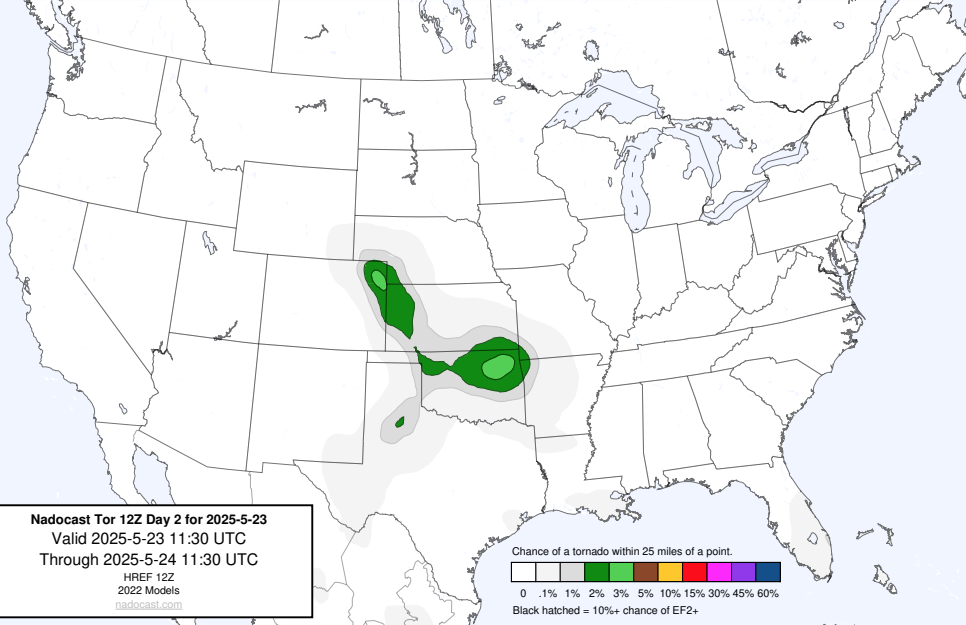 Nadocast Tor 12Z Day 2 for 2025-5-23
Valid 2025-5-23 11:30 UTC
Through 2025-5-24 11:30 UTC
HREF 12Z
2022 Models
nadocast.com
Chance of a tornado within 25 miles of a point.
0 .1% 1% 2% 3% 5% 10% 15% 30% 45% 60%
Black hatched = 10%+ chance of EF2+